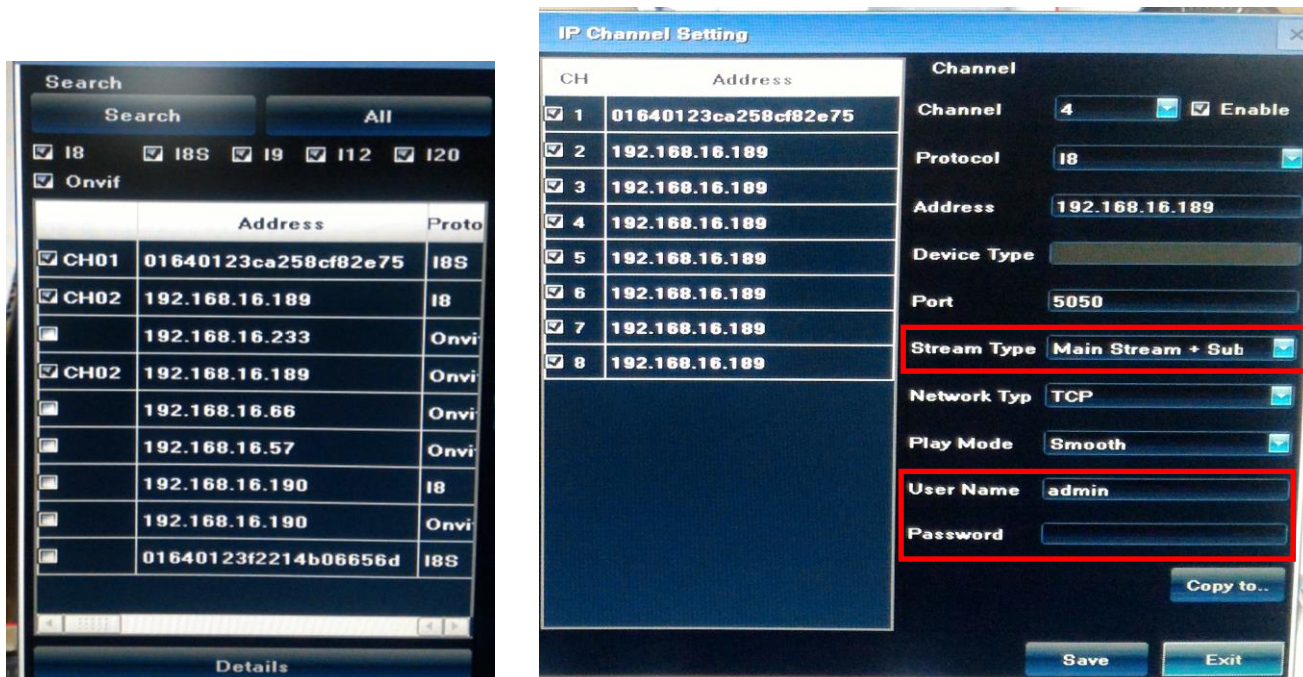 Search
Search All
I8 I8S I9 I12 I20
Onvif
Address Proto
CH01 01640123ca258cf82e75 I8S
CH02 192.168.16.189 I8
192.168.16.233 Onvi
CH02 192.168.16.189 Onvi
192.168.16.66 Onvi
192.168.16.57 Onvi
192.168.16.190 I8
192.168.16.190 Onvi
01640123f2214b06656d I8S
Details
IP Channel Setting
CH Address
1 01640123ca258cf82e75
2 192.168.16.189
3 192.168.16.189
4 192.168.16.189
5 192.168.16.189
6 192.168.16.189
7 192.168.16.189
8 192.168.16.189
Channel
Channel 4 Enable
Protocol I8
Address 192.168.16.189
Device Type
Port 5050
Stream Type Main Stream + Sub
Network Typ TCP
Play Mode Smooth
User Name admin
Password
Copy to..
Save Exit